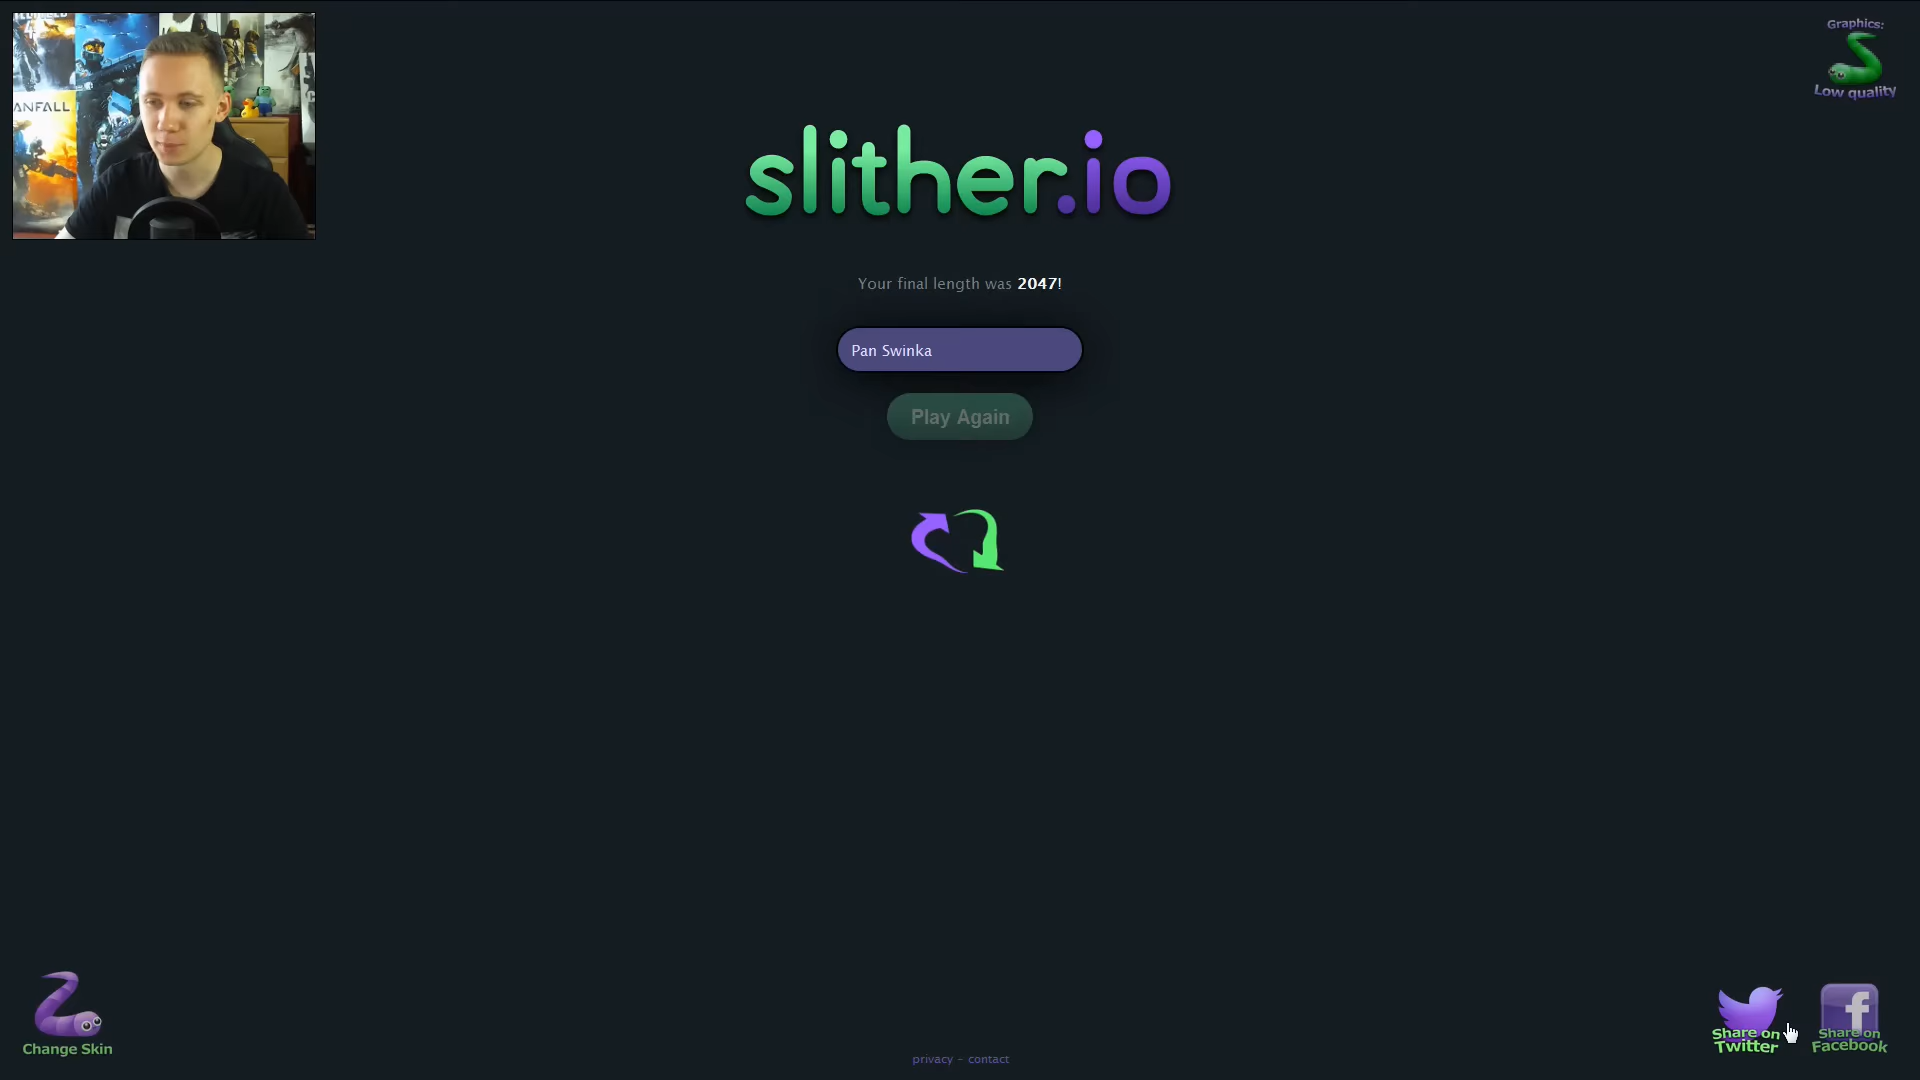 ANFALL
Graphics:
Low quality
slither.io
Your final length was 2047!
Pan Swinka
Play Again
Change Skin
Share on
Twitter
Share on
Facebook
privacy - contact